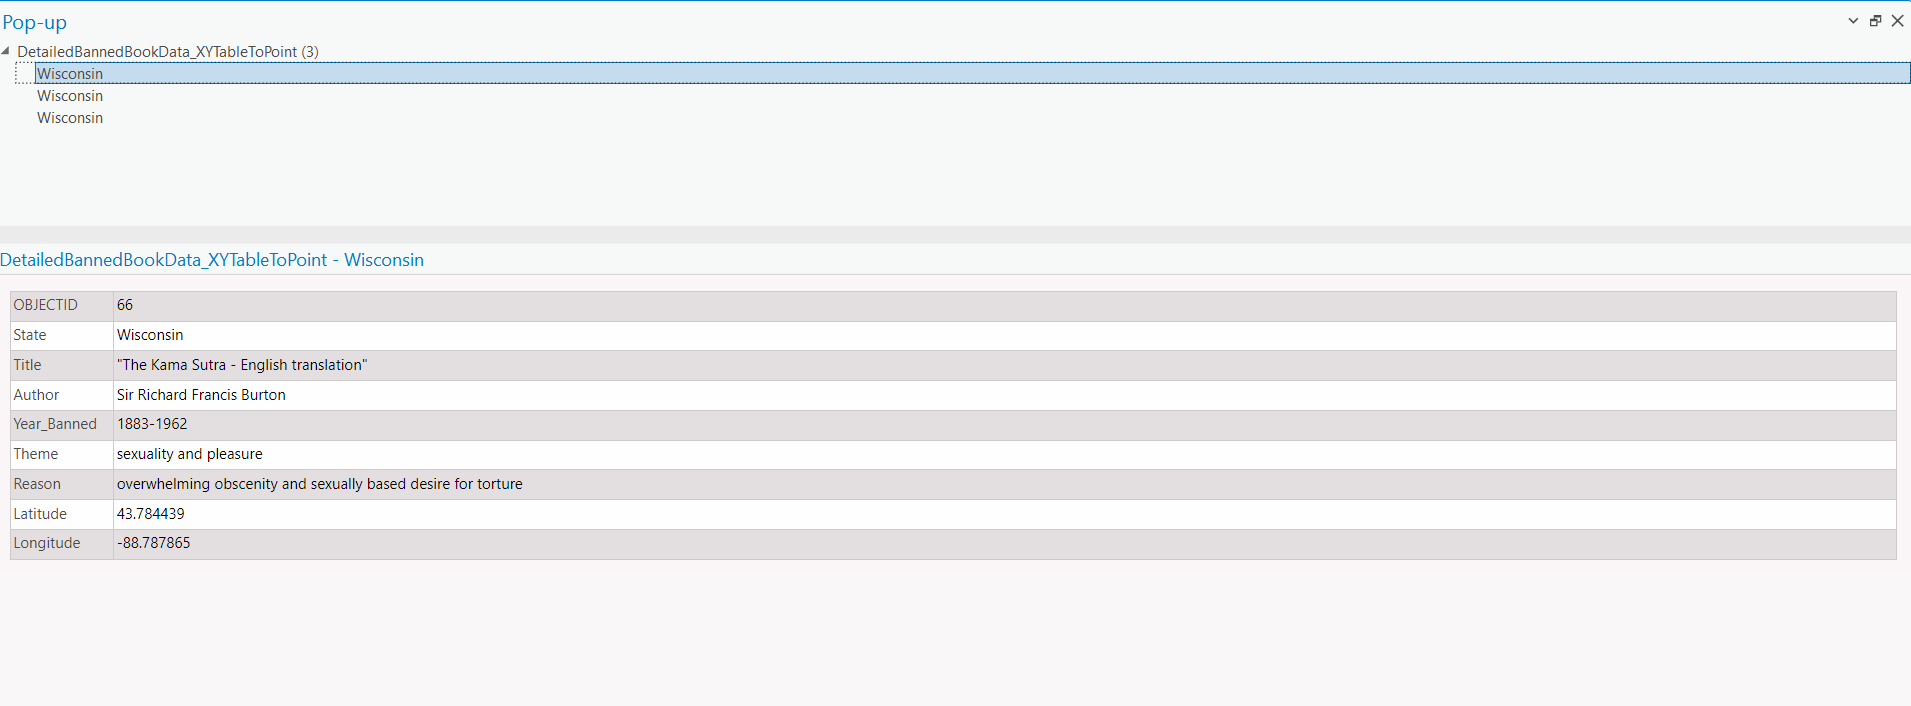 Pop-up
DetailedBannedBookData_XYTableToPoint (3)
Wisconsin
Wisconsin
Wisconsin
DetailedBannedBookData_XYTableToPoint - Wisconsin
OBJECTID 66
State Wisconsin
Title "The Kama Sutra - English translation"
Author Sir Richard Francis Burton
Year_Banned 1883-1962
Theme sexuality and pleasure
Reason overwhelming obscenity and sexually based desire for torture
Latitude 43.784439
Longitude -88.787865